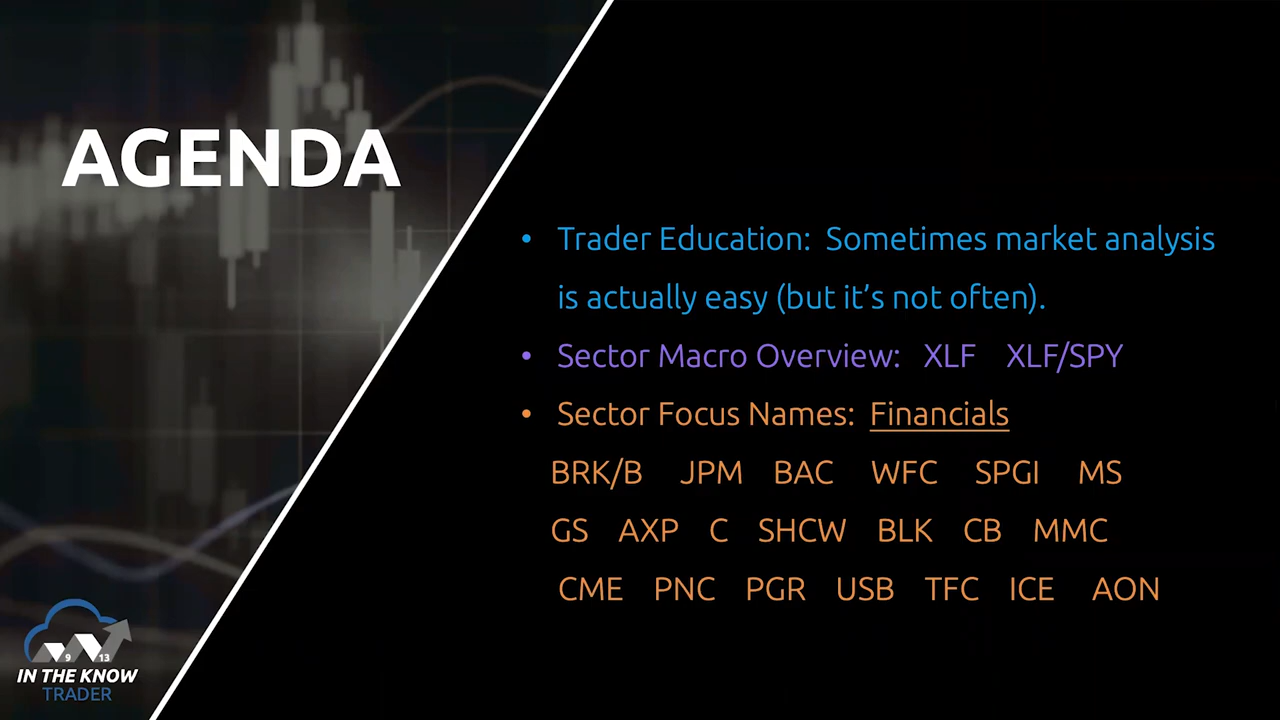 AGENDA
• Trader Education: Sometimes market analysis
is actually easy (but it’s not often).
• Sector Macro Overview: XLF XLF/SPY
• Sector Focus Names: Financials
BRK/B JPM BAC WFC SPGI MS
GS AXP C SHCW BLK CB MMC
CME PNC PGR USB TFC ICE AON
9 13
IN THE KNOW
TRADER